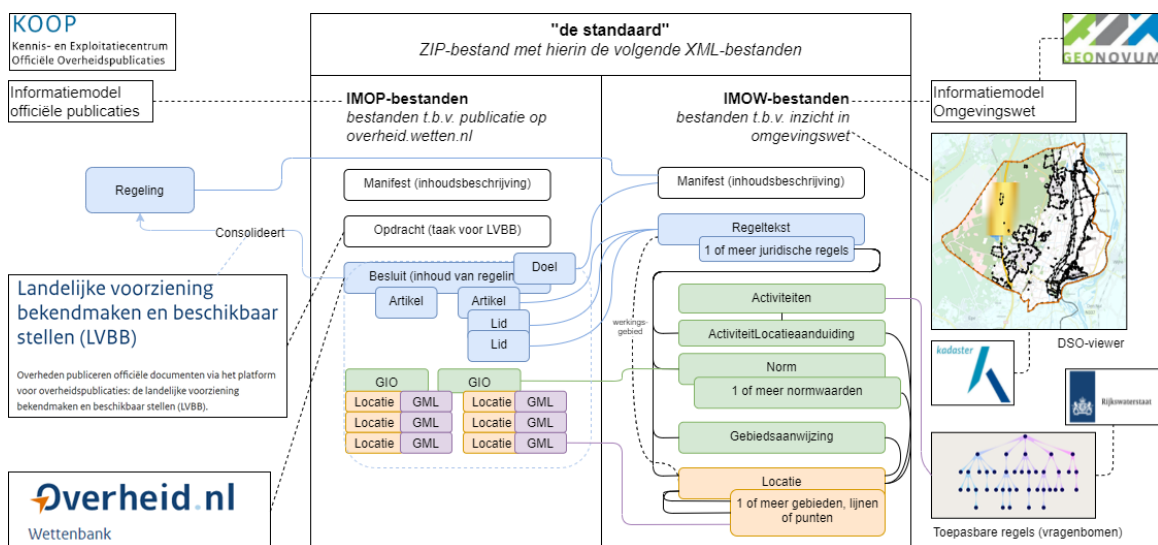 KOOP
Kennis- en Exploitatiecentrum
Officiële Overheidspublicaties
"de standaard"
ZIP-bestand met hierin de volgende XML-bestanden
GEONOVUM
Informatiemodel
officiële publicaties
IMOP-bestanden
bestanden t.b.v. publicatie op
overheid.wetten.nl
IMOW-bestanden
bestanden t.b.v. inzicht in
omgevingswet
Informatiemodel
Omgevingswet
Regeling
Manifest (inhoudsbeschrijving)
Manifest (inhoudsbeschrijving)
Consolideert
Opdracht (taak voor LVBB)
Regeltekst
1 of meer juridische regels
Doel
Besluit (inhoud van regelin
Artikel
Artikel
Lid
Lid
Landelijke voorziening
bekendmaken en beschikbaar
stellen (LVBB)
Overheden publiceren officiële documenten via het platform
voor overheidspublicaties: de landelijke voorziening
bekendmaken en beschikbaar stellen (LVBB).
werkings-
gebied
Activiteiten
ActiviteitLocatieaanduiding
Norm
1 of meer normwaarden
Gebiedsaanwijzing
Locatie
1 of meer gebieden, lijnen
of punten
GIO
GIO
Locatie GML Locatie GML
Locatie GML Locatie GML
Locatie GML Locatie GML
DSO-viewer
kadaster
Rijkswaterstaat
Toepasbare regels (vragenbomen)
Overheid.nl
Wettenbank